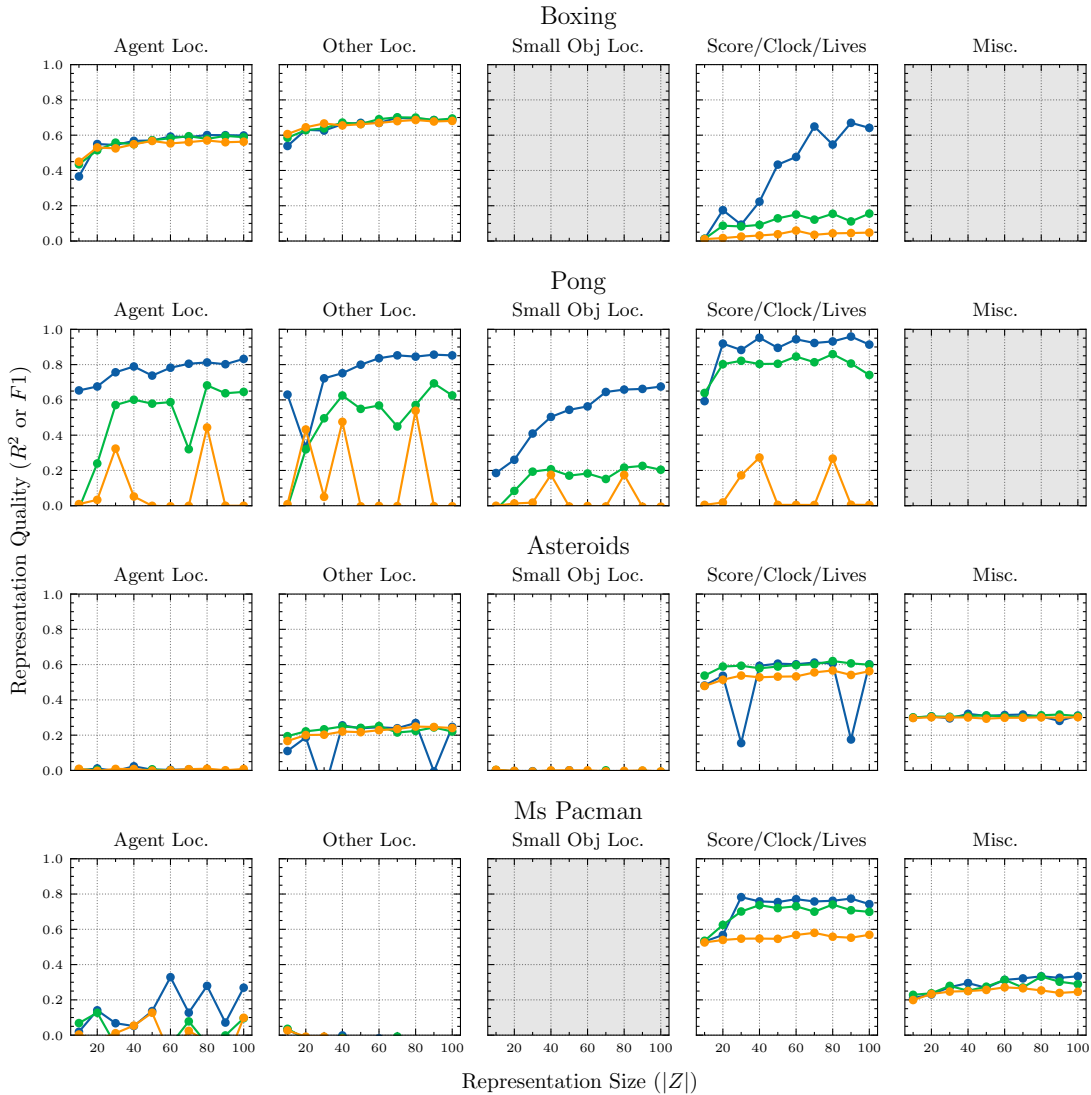 Boxing
Agent Loc. Other Loc. Small Obj Loc. Score/Clock/Lives Misc.
1.0
0.8
0.6
0.4
0.2
0.0
Pong
Agent Loc. Other Loc. Small Obj Loc. Score/Clock/Lives Misc.
1.0
0.8
0.6
0.4
0.2
0.0
Representation Quality (R² or F1)
Asteroids
Agent Loc. Other Loc. Small Obj Loc. Score/Clock/Lives Misc.
1.0
0.8
0.6
0.4
0.2
0.0
Ms Pacman
Agent Loc. Other Loc. Small Obj Loc. Score/Clock/Lives Misc.
1.0
0.8
0.6
0.4
0.2
0.0
20 40 60 80 100 20 40 60 80 100 20 40 60 80 100 20 40 60 80 100 20 40 60 80 100
Representation Size (|Z|)